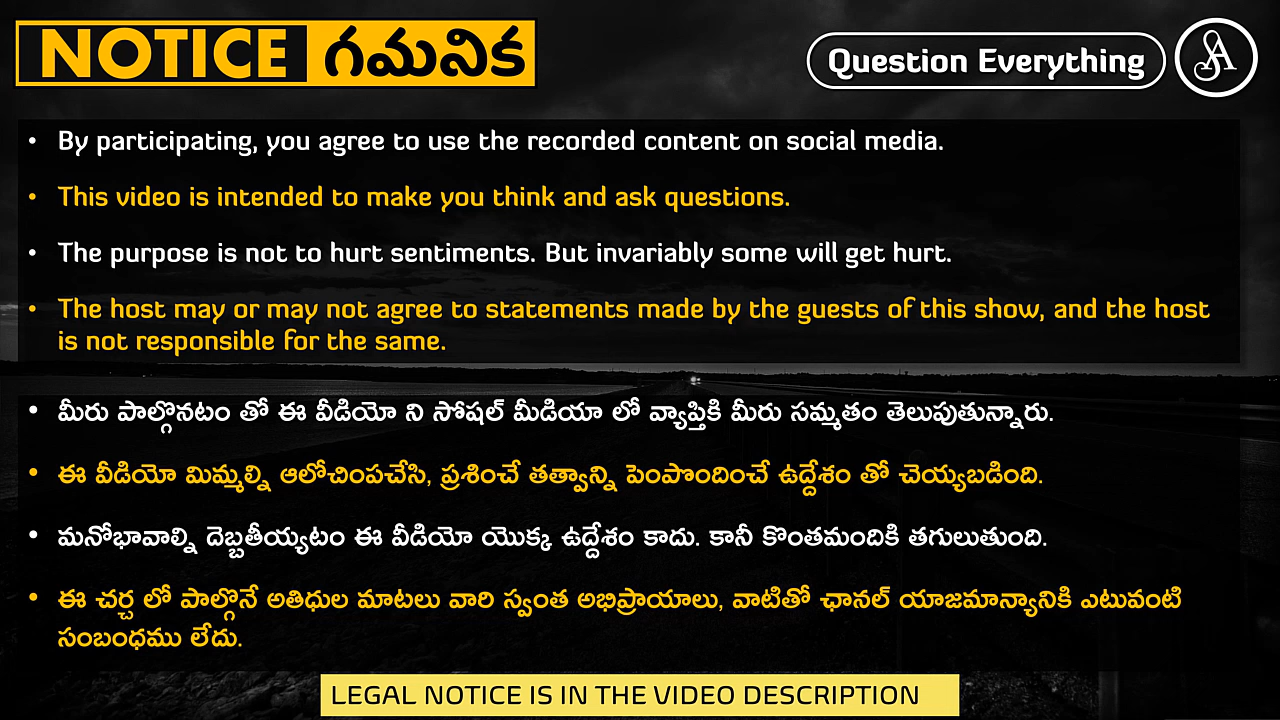 NOTICE గమనిక
Question Everything
• By participating, you agree to use the recorded content on social media.
• This video is intended to make you think and ask questions.
• The purpose is not to hurt sentiments. But invariably some will get hurt.
• The host may or may not agree to statements made by the guests of this show, and the host
is not responsible for the same.
• మీరు పాల్గొనటం తో ఈ వీడియో ని సోషల్ మీడియా లో వ్యాప్తికి మీరు సమ్మతం తెలుపుతున్నారు.
• ఈ వీడియో మిమ్మల్ని ఆలోచింపచేసి, ప్రశించే తత్వాన్ని పెంపొందించే ఉద్దేశం తో చెయ్యబడింది.
• మనోభావాల్ని దెబ్బతీయ్యటం ఈ వీడియో యొక్క ఉద్దేశం కాదు. కానీ కొంతమందికి తగులుతుంది.
• ఈ చర్చ లో పాల్గొనే అతిధుల మాటలు వారి స్వంత అభిప్రాయాలు, వాటితో ఛానల్ యాజమాన్యానికి ఎటువంటి
సంబంధము లేదు.
LEGAL NOTICE IS IN THE VIDEO DESCRIPTION